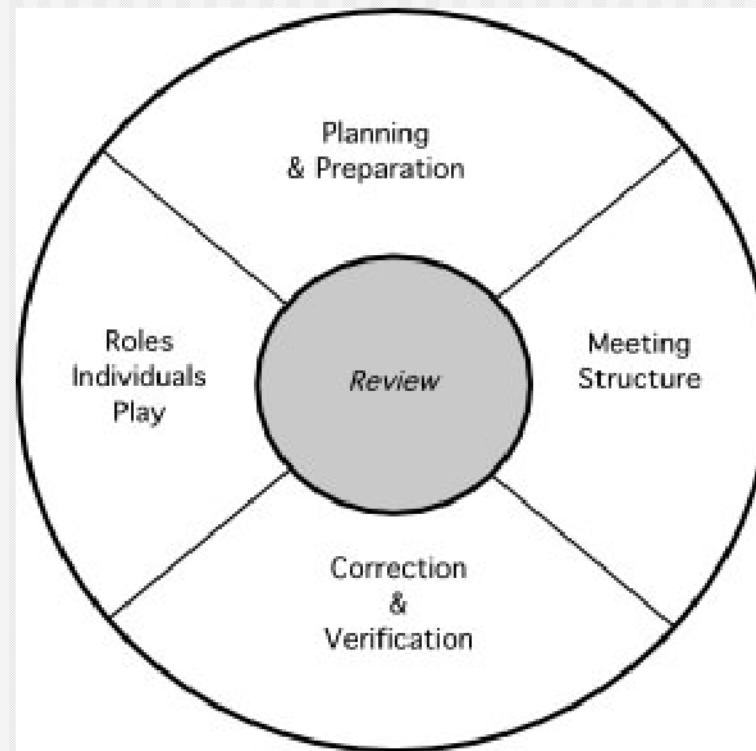 Planning
& Preparation
Roles
Individuals
Play
Review
Meeting
Structure
Correction
&
Verification